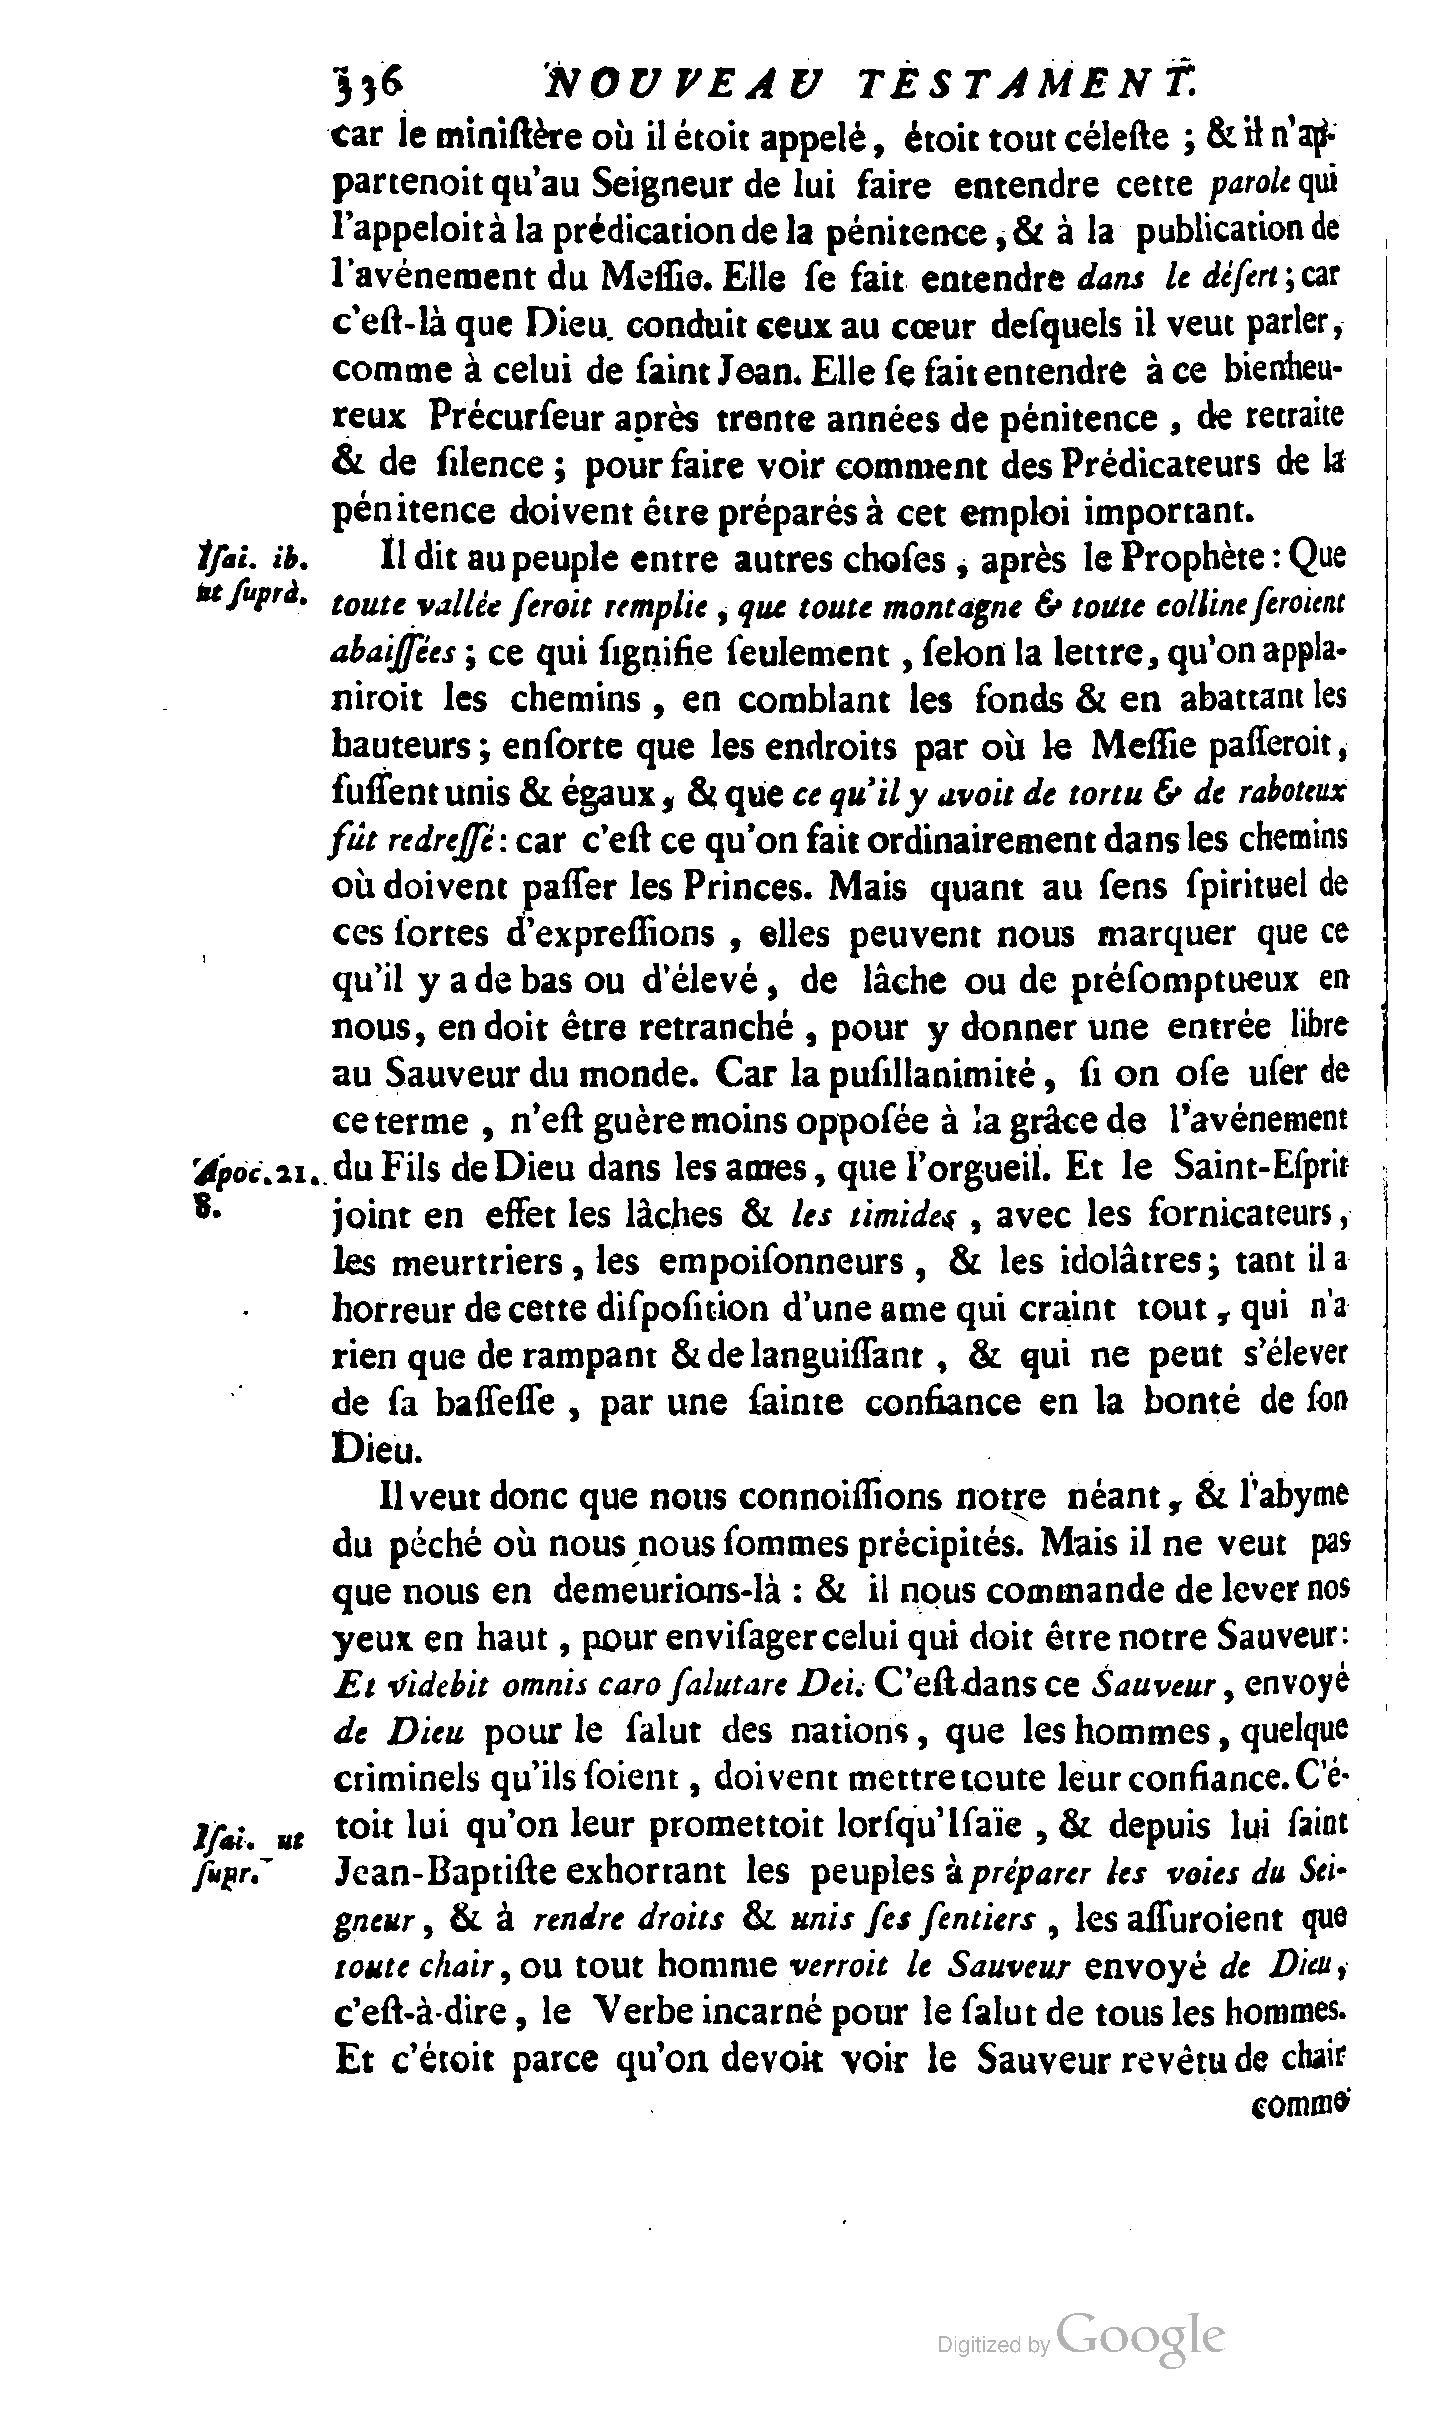 336 NOUVEAU TESTAMENT.
car le miniſtère où il étoit appelé, étoit tout céleſte ; & il n'ap-
partenoit qu'au Seigneur de lui faire entendre cette parole qui
l'appeloit à la prédication de la pénitence, & à la publication de
l'avénement du Meſſie. Elle ſe fait entendre dans le déſert ; car
c'eſt-là que Dieu conduit ceux au cœur deſquels il veut parler,
comme à celui de ſaint Jean. Elle ſe fait entendre à ce bienheu-
reux Précurſeur après trente années de pénitence, de retraite
& de ſilence ; pour faire voir comment des Prédicateurs de la
pénitence doivent être préparés à cet emploi important.
Iſai. ib.
ut ſuprà.
Il dit au peuple entre autres choſes, après le Prophète : Que
toute vallée ſeroit remplie, que toute montagne & toute colline ſeroient
abaiſſées ; ce qui ſignifie ſeulement, ſelon la lettre, qu'on appla-
niroit les chemins, en comblant les fonds & en abattant les
hauteurs ; enſorte que les endroits par où le Meſſie paſſeroit,
fuſſent unis & égaux, & que ce qu'il y avoit de tortu & de raboteux
fût redreſſé : car c'eſt ce qu'on fait ordinairement dans les chemins
où doivent paſſer les Princes. Mais quant au ſens ſpirituel de
ces ſortes d'expreſſions, elles peuvent nous marquer que ce
qu'il y a de bas ou d'élevé, de lâche ou de préſomptueux en
nous, en doit être retranché, pour y donner une entrée libre
au Sauveur du monde. Car la puſillanimité, ſi on oſe uſer de
ce terme, n'eſt guère moins oppoſée à la grâce de l'avénement
Apoc. 21.
8.
du Fils de Dieu dans les ames, que l'orgueil. Et le Saint-Eſprit
joint en effet les lâches & les timides, avec les fornicateurs,
les meurtriers, les empoiſonneurs, & les idolâtres ; tant il a
horreur de cette diſpoſition d'une ame qui craint tout, qui n'a
rien que de rampant & de languiſſant, & qui ne peut s'élever
de ſa baſſeſſe, par une ſainte confiance en la bonté de ſon
Dieu.
Il veut donc que nous connoiſſions notre néant, & l'abyme
du péché où nous nous ſommes précipités. Mais il ne veut pas
que nous en demeurions-là : & il nous commande de lever nos
yeux en haut, pour enviſager celui qui doit être notre Sauveur :
Et videbit omnis caro ſalutare Dei. C'eſt dans ce Sauveur, envoyé
de Dieu pour le ſalut des nations, que les hommes, quelque
criminels qu'ils ſoient, doivent mettre toute leur confiance. C'é-
Iſai. ut
ſupr.
toit lui qu'on leur promettoit lorſqu'Iſaïe, & depuis lui ſaint
Jean-Baptiſte exhortant les peuples à préparer les voies du Sei-
gneur, & à rendre droits & unis ſes ſentiers, les aſſuroient que
toute chair, ou tout homme verroit le Sauveur envoyé de Dieu,
c'eſt-à-dire, le Verbe incarné pour le ſalut de tous les hommes.
Et c'étoit parce qu'on devoit voir le Sauveur revêtu de chair
comme
Digitized by Google